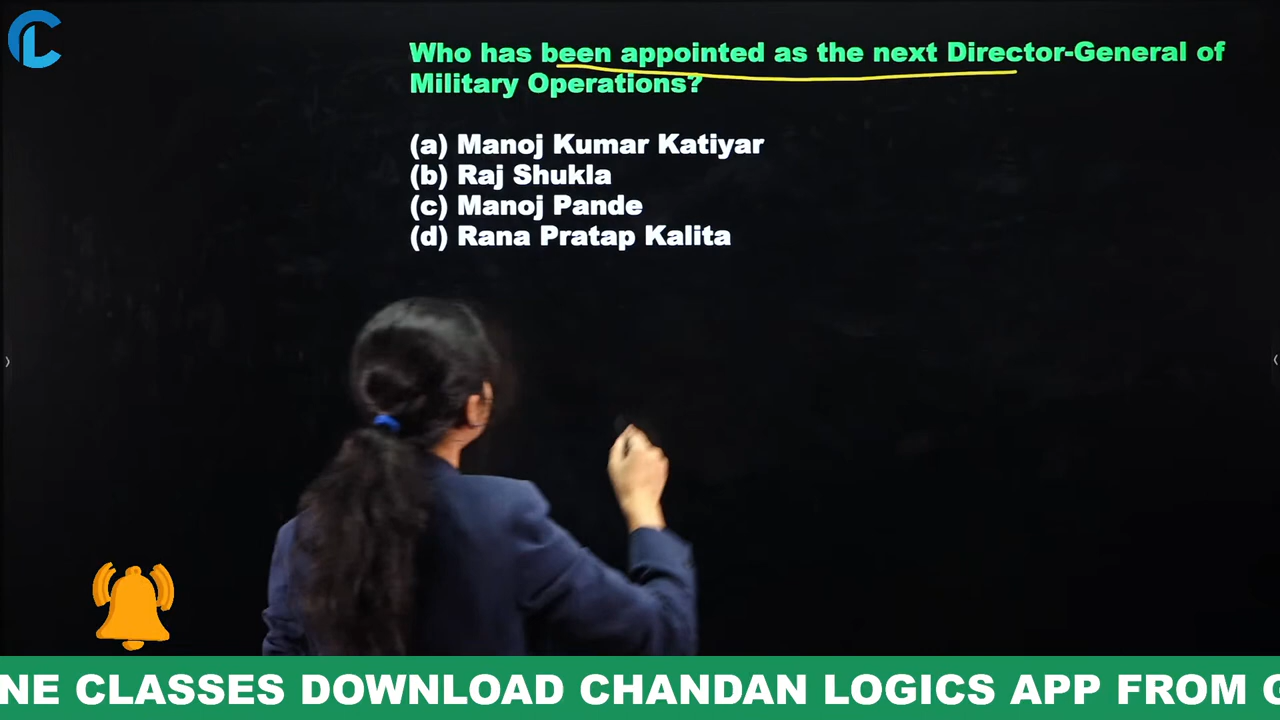 Who has been appointed as the next Director-General of
Military Operations?
(a) Manoj Kumar Katiyar
(b) Raj Shukla
(c) Manoj Pande
(d) Rana Pratap Kalita
NE CLASSES DOWNLOAD CHANDAN LOGICS APP FROM